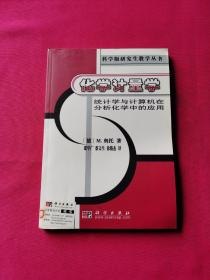 科学版研究生教学丛书
化学计量学
统计学与计算机在
分析化学中的应用
〔德〕M. 奥托 著
科学出版社